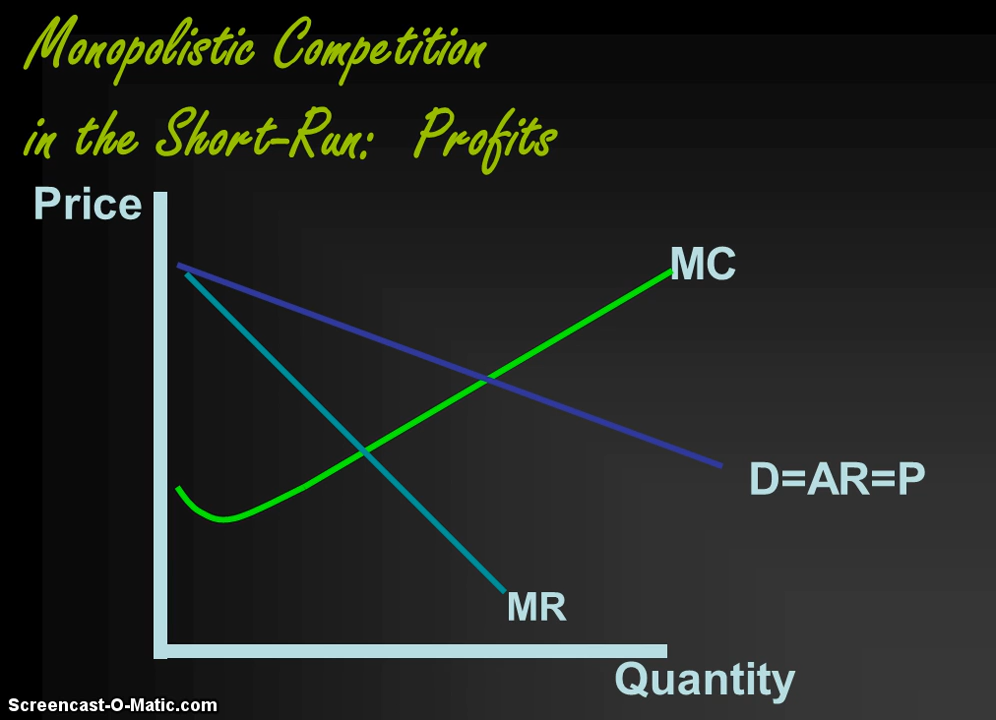 Monopolistic Competition
in the Short-Run: Profits
Price
MC
D=AR=P
MR
Quantity
Screencast-O-Matic.com